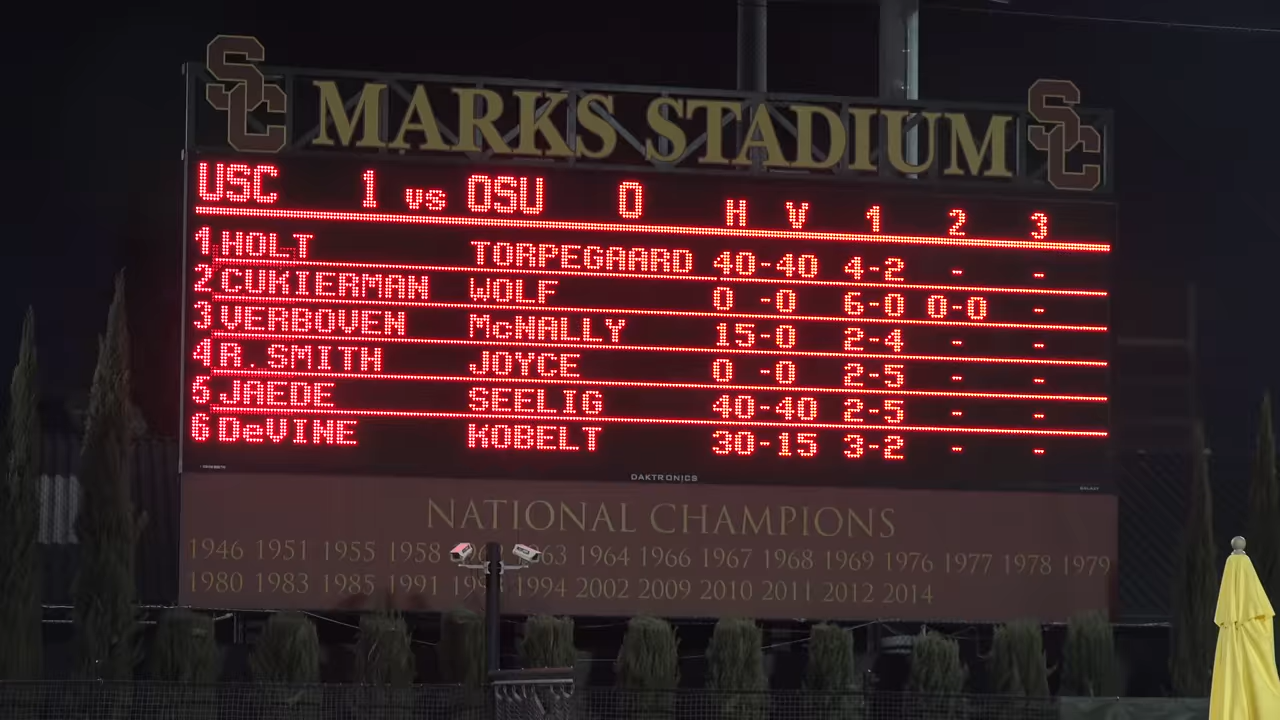 SC MARKS STADIUM SC
USC 1 vs OSU 0 H V 1 2 3
1 HOLT TORPEGAARD 40-40 4-2 - -
2 CUKIERMAN WOLF 0 -0 6-0 0-0 -
3 VERBOVEN McNALLY 15-0 2-4 - -
4 R.SMITH JOYCE 0 -0 2-5 - -
5 JAEDE SEELIG 40-40 2-5 - -
6 DeVINE KOBELT 30-15 3-2 - -
DAKTRONICS
NATIONAL CHAMPIONS
1946 1951 1955 1958 1964 1966 1967 1968 1969 1976 1977 1978 1979
1980 1983 1985 1991 1994 2002 2009 2010 2011 2012 2014